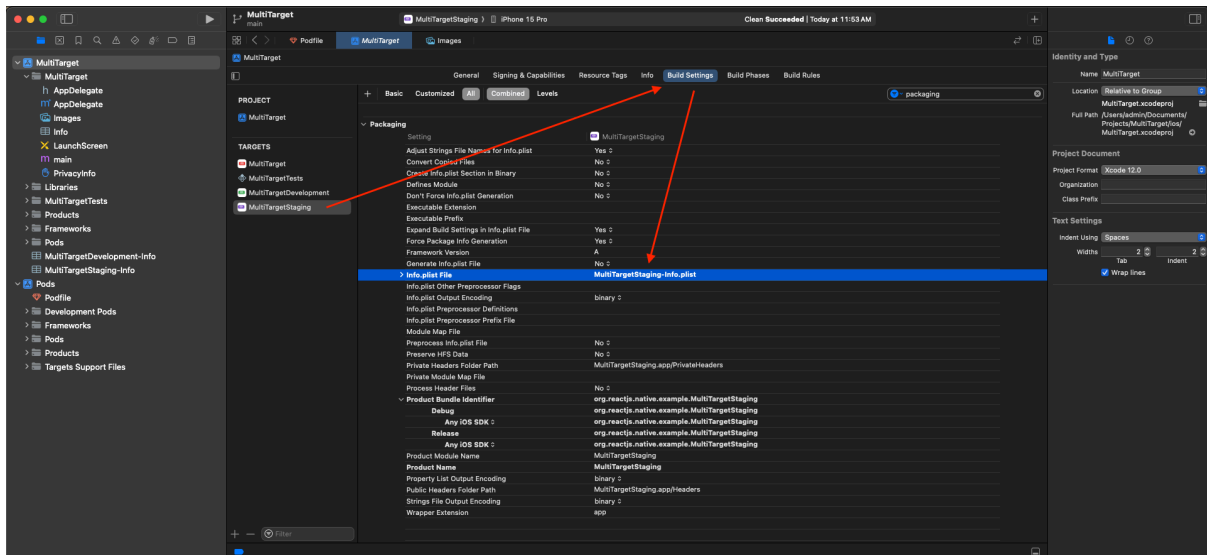 MultiTarget
main
MultiTargetStaging
iPhone 15 Pro
Clean Succeeded | Today at 11:53 AM
Podfile
MultiTarget
Images
MultiTarget
MultiTarget
MultiTarget
AppDelegate
AppDelegate
Images
Info
LaunchScreen
main
PrivacyInfo
Libraries
MultiTargetTests
Products
Frameworks
Pods
MultiTargetDevelopment-Info
MultiTargetStaging-Info
Pods
Podfile
Development Pods
Frameworks
Pods
Products
Targets Support Files
General Signing & Capabilities Resource Tags Info Build Settings Build Phases Build Rules
PROJECT
MultiTarget
TARGETS
MultiTarget
MultiTargetTests
MultiTargetDevelopment
MultiTargetStaging
Filter
Basic Customized All Combined Levels
packaging
Packaging
Setting MultiTargetStaging
Adjust Strings File Names for Info.plist Yes
Convert Copied Files No
Create Info.plist Section in Binary No
Defines Module No
Don't Force Info.plist Generation No
Executable Extension
Executable Prefix
Expand Build Settings in Info.plist File Yes
Force Package Info Generation Yes
Framework Version A
Generate Info.plist File No
Info.plist File MultiTargetStaging-Info.plist
Info.plist Other Preprocessor Flags
Info.plist Output Encoding binary
Info.plist Preprocessor Definitions
Info.plist Preprocessor Prefix File
Module Map File
Preprocess Info.plist File No
Preserve HFS Data No
Private Headers Folder Path MultiTargetStaging.app/PrivateHeaders
Private Module Map File
Process Header Files No
Product Bundle Identifier org.reactjs.native.example.MultiTargetStaging
Debug org.reactjs.native.example.MultiTargetStaging
Any iOS SDK org.reactjs.native.example.MultiTargetStaging
Release org.reactjs.native.example.MultiTargetStaging
Any iOS SDK org.reactjs.native.example.MultiTargetStaging
Product Module Name MultiTargetStaging
Product Name MultiTargetStaging
Property List Output Encoding binary
Public Headers Folder Path MultiTargetStaging.app/Headers
Strings File Output Encoding binary
Wrapper Extension app
Identity and Type
Name MultiTarget
Location Relative to Group
MultiTarget.xcodeproj
Full Path /Users/admin/Documents/
Projects/MultiTarget/ios/
MultiTarget.xcodeproj
Project Document
Project Format Xcode 12.0
Organization
Class Prefix
Text Settings
Indent Using Spaces
Widths 2 2
Tab Indent
Wrap lines